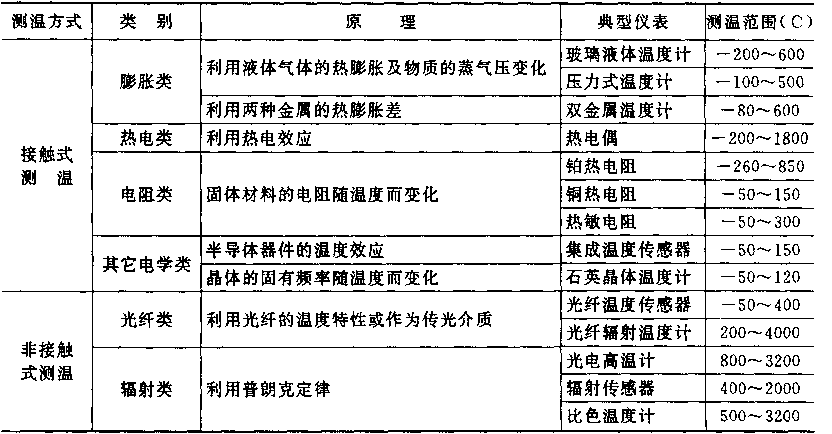 测温方式 类别 原理 典型仪表 测温范围(C)
接触式测温 膨胀类 利用液体气体的热膨胀及物质的蒸气压变化 玻璃液体温度计 -200~600
压力式温度计 -100~500
利用两种金属的热膨胀差 双金属温度计 -80~600
热电类 利用热电效应 热电偶 -200~1800
电阻类 固体材料的电阻随温度而变化 铂热电阻 -260~850
铜热电阻 -50~150
热敏电阻 -50~300
其它电学类 半导体器件的温度效应 集成温度传感器 -50~150
晶体的固有频率随温度而变化 石英晶体温度计 -50~120
非接触式测温 光纤类 利用光纤的温度特性或作为传光介质 光纤温度传感器 -50~400
光纤辐射温度计 200~4000
辐射类 利用普朗克定律 光电高温计 800~3200
辐射传感器 400~2000
比色温度计 500~3200